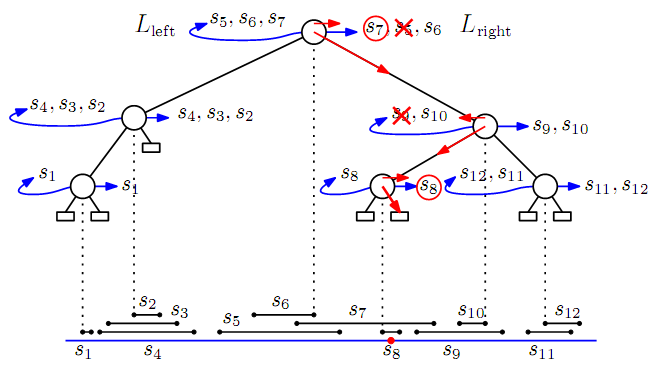 L_left s₅, s₆, s₇ s₇, s₅, s₆ L_right
s₄, s₃, s₂ s₄, s₃, s₂ s₉, s₁₀ s₉, s₁₀
s₁ s₁ s₈ s₈ s₁₂, s₁₁ s₁₁, s₁₂
s₂ s₃ s₅ s₆ s₇ s₁₀ s₁₂
s₁ s₄ s₈ s₉ s₁₁